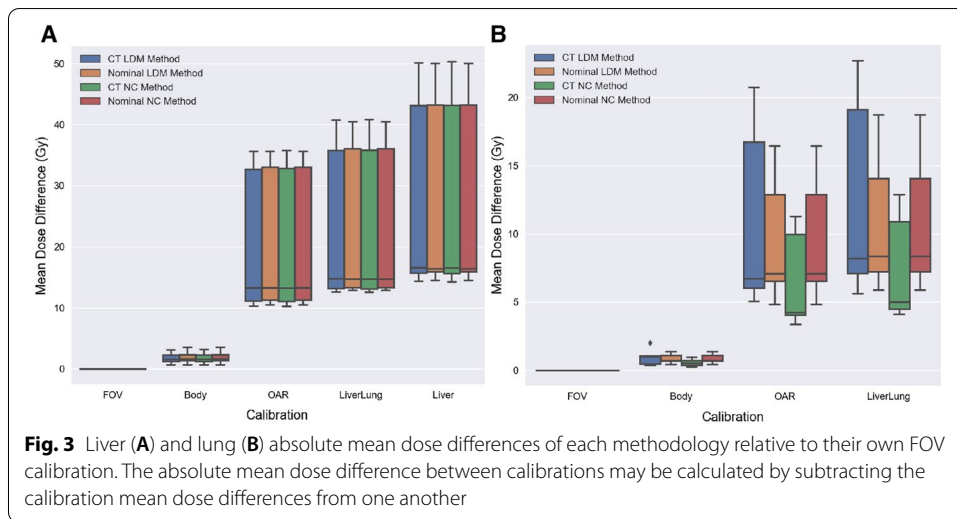 A
CT LDM Method
Nominal LDM Method
CT NC Method
Nominal NC Method
50
40
30
20
10
0
Mean Dose Difference (Gy)
FOV Body OAR LiverLung Liver
Calibration
B
CT LDM Method
Nominal LDM Method
CT NC Method
Nominal NC Method
20
15
10
5
0
Mean Dose Difference (Gy)
FOV Body OAR LiverLung
Calibration
Fig. 3 Liver (A) and lung (B) absolute mean dose differences of each methodology relative to their own FOV
calibration. The absolute mean dose difference between calibrations may be calculated by subtracting the
calibration mean dose differences from one another